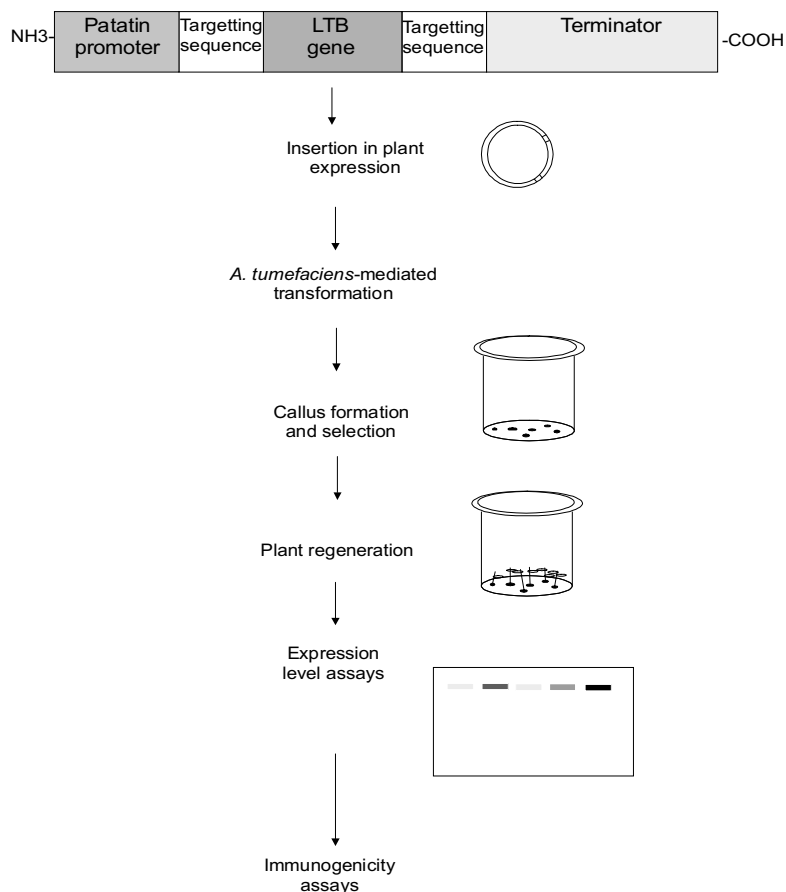 NH3-
Patatin
promoter
Targetting
sequence
LTB
gene
Targetting
sequence
Terminator
-COOH
Insertion in plant
expression
A. tumefaciens-mediated
transformation
Callus formation
and selection
Plant regeneration
Expression
level assays
Immunogenicity
assays